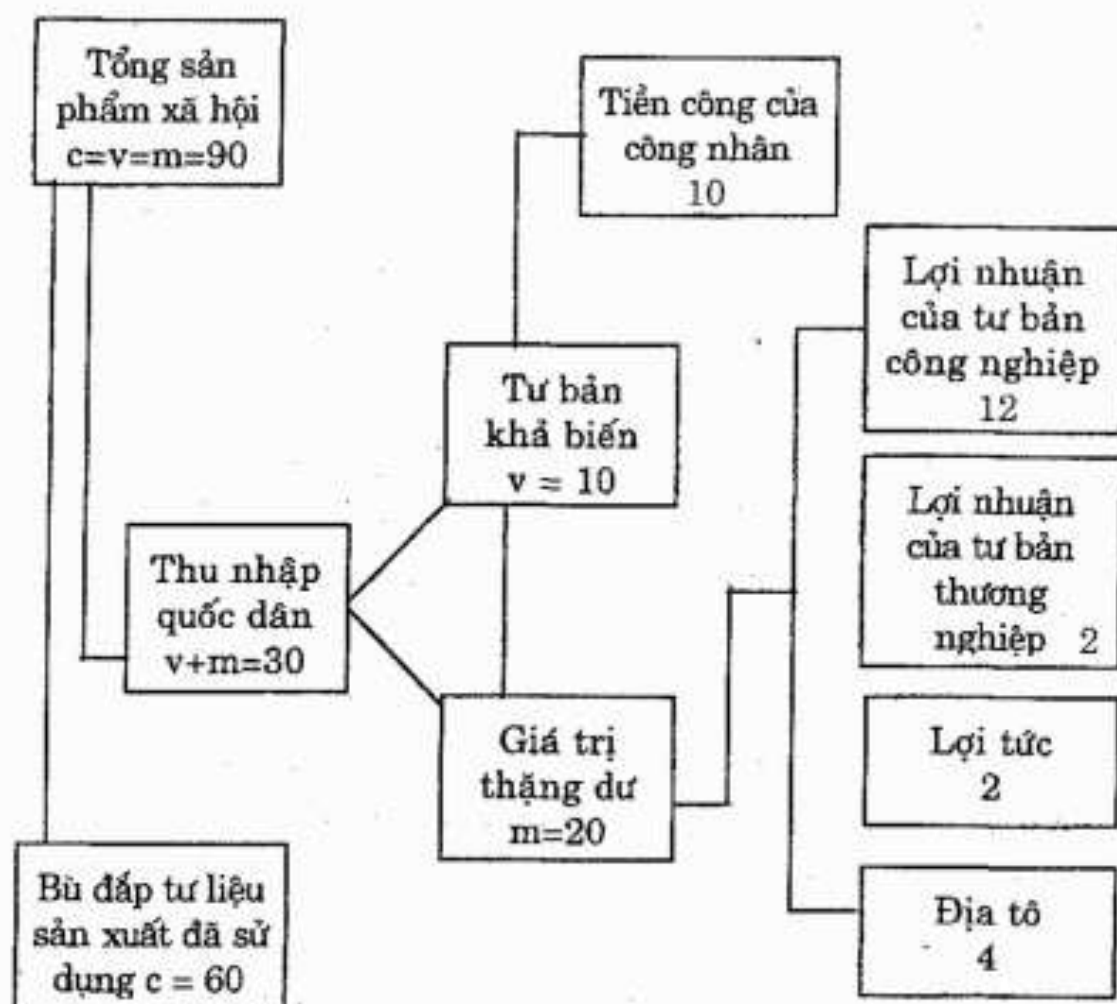 Tổng sản
phẩm xã hội
c=v=m=90
Tiền công của
công nhân
10
Lợi nhuận
của tư bản
công nghiệp
12
Tư bản
khả biến
v = 10
Lợi nhuận
của tư bản
thương
nghiệp 2
Thu nhập
quốc dân
v+m=30
Giá trị
thặng dư
m=20
Lợi tức
2
Bù đắp tư liệu
sản xuất đã sử
dụng c = 60
Địa tô
4